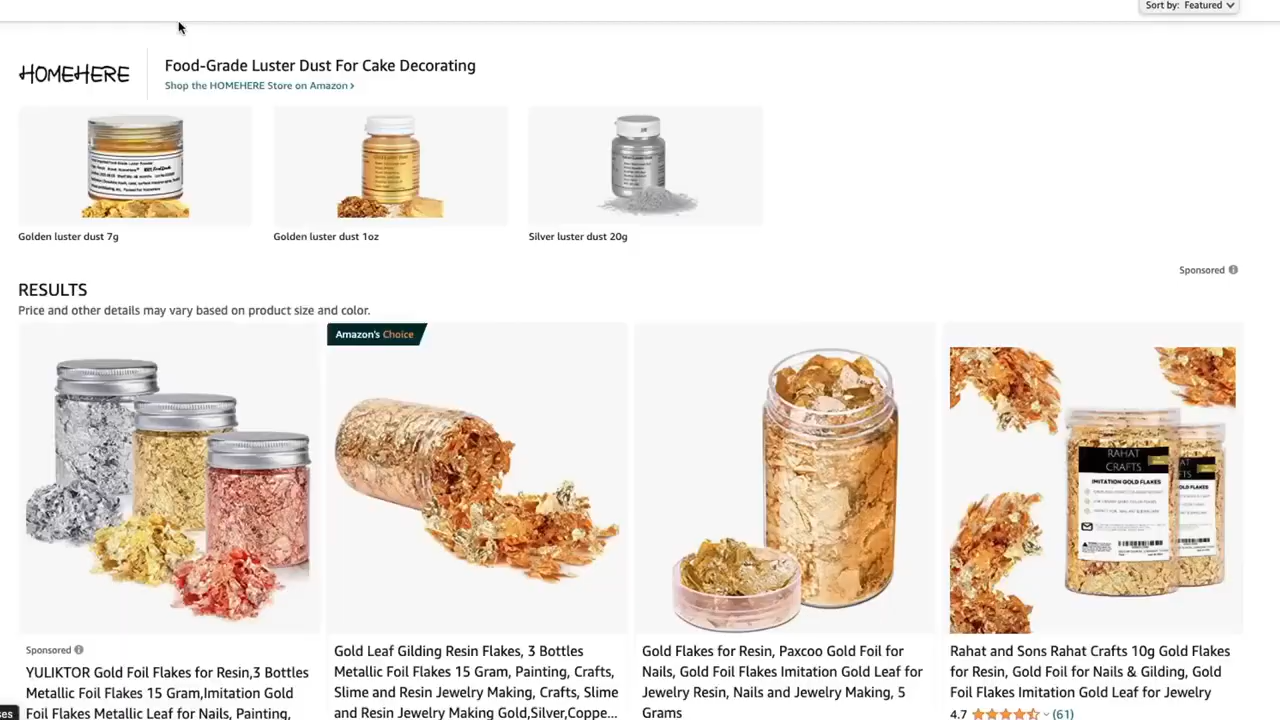 Sort by: Featured
HOMEHERE
Food-Grade Luster Dust For Cake Decorating
Shop the HOMEHERE Store on Amazon ›
Golden luster dust 7g
Golden luster dust 1oz
Silver luster dust 20g
Sponsored
RESULTS
Price and other details may vary based on product size and color.
Amazon's Choice
RAHAT
CRAFTS
IMITATION GOLD FLAKES
GOLD FLAKES
Sponsored
YULIKTOR Gold Foil Flakes for Resin,3 Bottles
Metallic Foil Flakes 15 Gram,Imitation Gold
Foil Flakes Metallic Leaf for Nails, Painting,
Gold Leaf Gilding Resin Flakes, 3 Bottles
Metallic Foil Flakes 15 Gram, Painting, Crafts,
Slime and Resin Jewelry Making, Crafts, Slime
and Resin Jewelry Making Gold,Silver,Coppe...
Gold Flakes for Resin, Paxcoo Gold Foil for
Nails, Gold Foil Flakes Imitation Gold Leaf for
Jewelry Resin, Nails and Jewelry Making, 5
Grams
Rahat and Sons Rahat Crafts 10g Gold Flakes
for Resin, Gold Foil for Nails & Gilding, Gold
Foil Flakes Imitation Gold Leaf for Jewelry
4.7 (61)